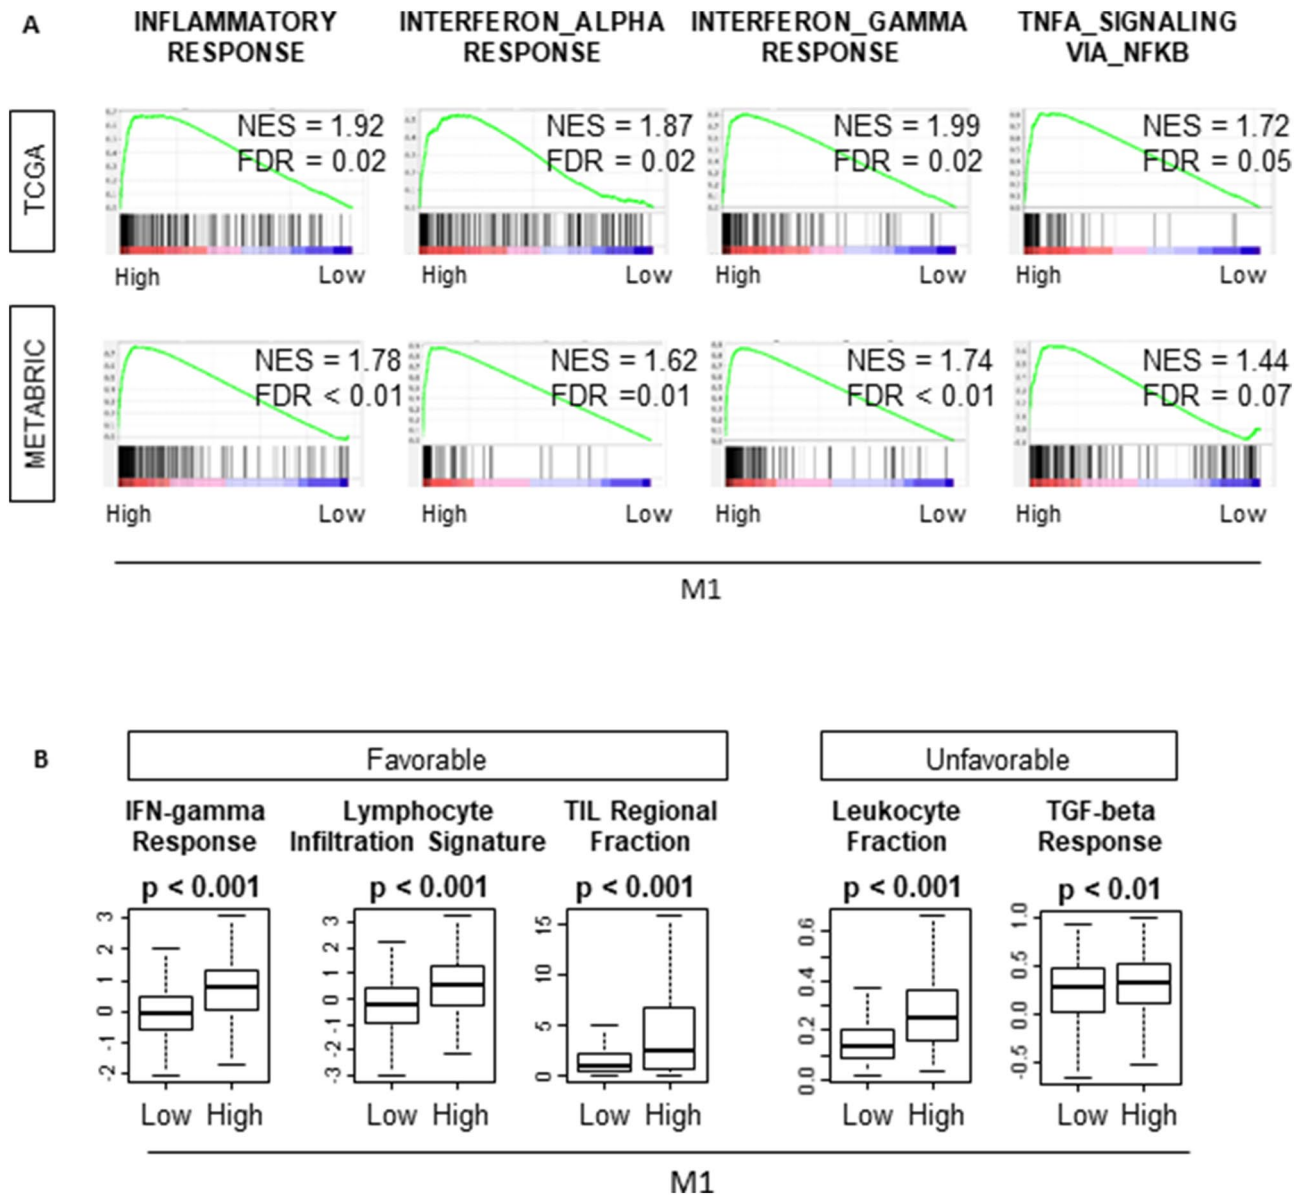 A
INFLAMMATORY
RESPONSE
INTERFERON_ALPHA
RESPONSE
INTERFERON_GAMMA
RESPONSE
TNFA_SIGNALING
VIA_NFKB
TCGA
NES = 1.92
FDR = 0.02
High Low
NES = 1.87
FDR = 0.02
High Low
NES = 1.99
FDR = 0.02
High Low
NES = 1.72
FDR = 0.05
High Low
METABRIC
NES = 1.78
FDR < 0.01
High Low
NES = 1.62
FDR =0.01
High Low
NES = 1.74
FDR < 0.01
High Low
NES = 1.44
FDR = 0.07
High Low
M1
B
Favorable
Unfavorable
IFN-gamma
Response
p < 0.001
3
2
1
0
-1
-2
Low High
Lymphocyte
Infiltration Signature
p < 0.001
3
2
1
0
-1
-2
-3
Low High
TIL Regional
Fraction
p < 0.001
15
10
5
0
Low High
Leukocyte
Fraction
p < 0.001
0.6
0.4
0.2
0.0
Low High
TGF-beta
Response
p < 0.01
1.0
0.5
0.0
-0.5
Low High
M1